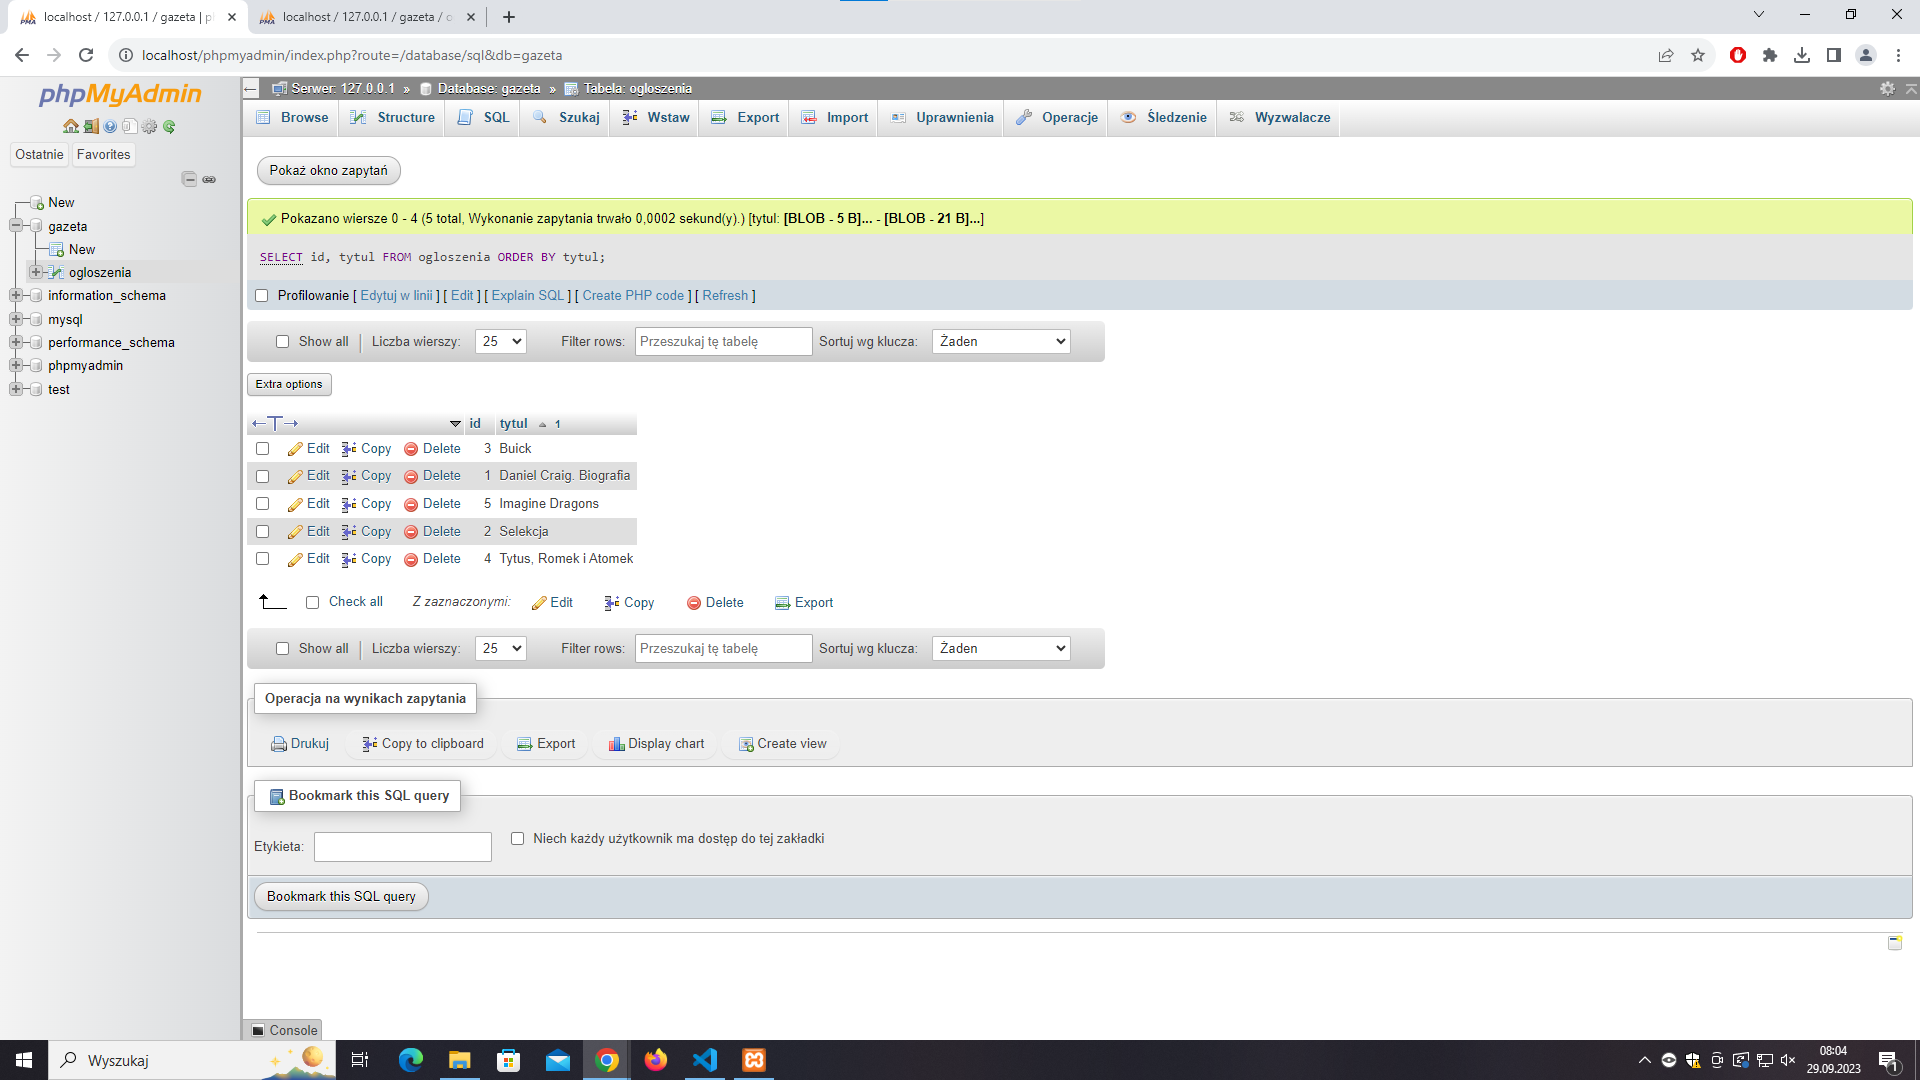 localhost / 127.0.0.1 / gazeta | p
localhost / 127.0.0.1 / gazeta / o
localhost/phpmyadmin/index.php?route=/database/sql&db=gazeta
phpMyAdmin
Ostatnie Favorites
New
gazeta
New
ogloszenia
information_schema
mysql
performance_schema
phpmyadmin
test
Serwer: 127.0.0.1 » Database: gazeta » Tabela: ogloszenia
Browse Structure SQL Szukaj Wstaw Export Import Uprawnienia Operacje Śledzenie Wyzwalacze
Pokaż okno zapytań
Pokazano wiersze 0 - 4 (5 total, Wykonanie zapytania trwało 0,0002 sekund(y).) [tytul: [BLOB - 5 B]... - [BLOB - 21 B]...]
SELECT id, tytul FROM ogloszenia ORDER BY tytul;
Profilowanie [ Edytuj w linii ] [ Edit ] [ Explain SQL ] [ Create PHP code ] [ Refresh ]
Show all | Liczba wierszy: 25 Filter rows: Przeszukaj tę tabelę Sortuj wg klucza: Żaden
Extra options
id tytul 1
Edit Copy Delete 3 Buick
Edit Copy Delete 1 Daniel Craig. Biografia
Edit Copy Delete 5 Imagine Dragons
Edit Copy Delete 2 Selekcja
Edit Copy Delete 4 Tytus, Romek i Atomek
Check all Z zaznaczonymi: Edit Copy Delete Export
Show all | Liczba wierszy: 25 Filter rows: Przeszukaj tę tabelę Sortuj wg klucza: Żaden
Operacja na wynikach zapytania
Drukuj Copy to clipboard Export Display chart Create view
Bookmark this SQL query
Etykieta: Niech każdy użytkownik ma dostęp do tej zakładki
Bookmark this SQL query
Console
Wyszukaj
08:04
29.09.2023
1